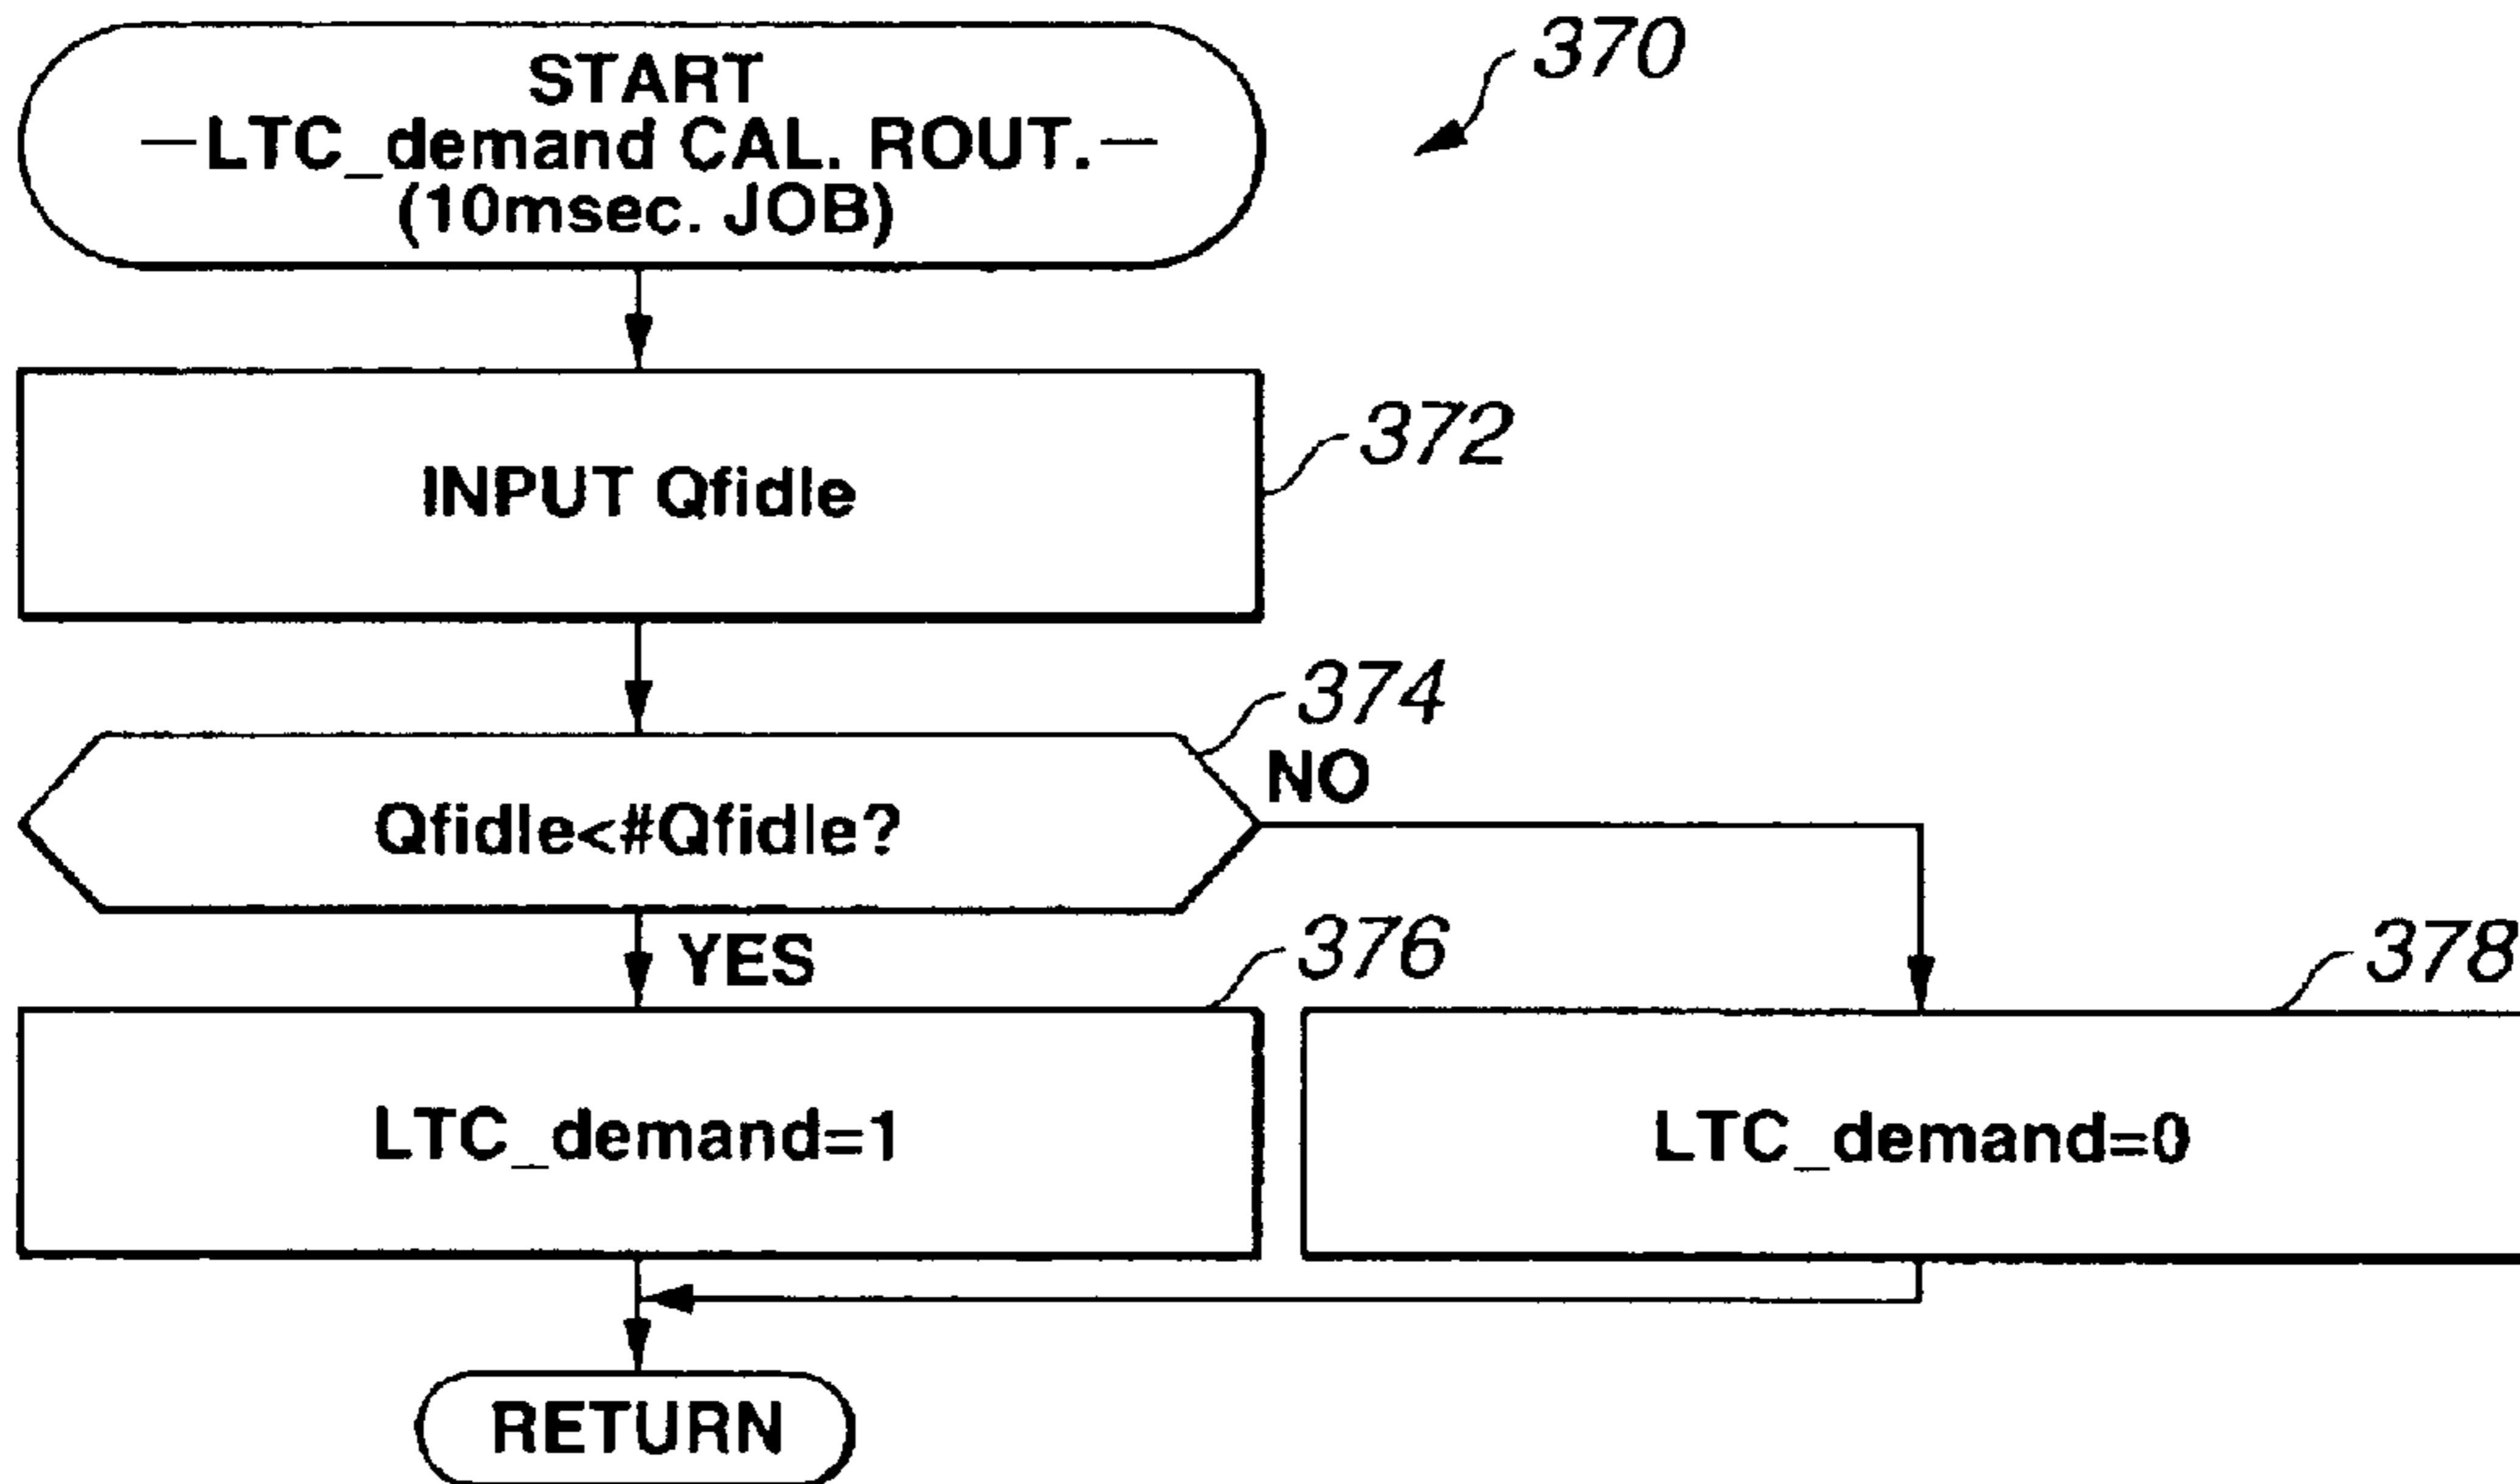 START
—LTC_demand CAL. ROUT.—
(10msec. JOB)
370
INPUT Qfidle
372
374
Qfidle<#Qfidle?
NO
YES
376
378
LTC_demand=1
LTC_demand=0
RETURN